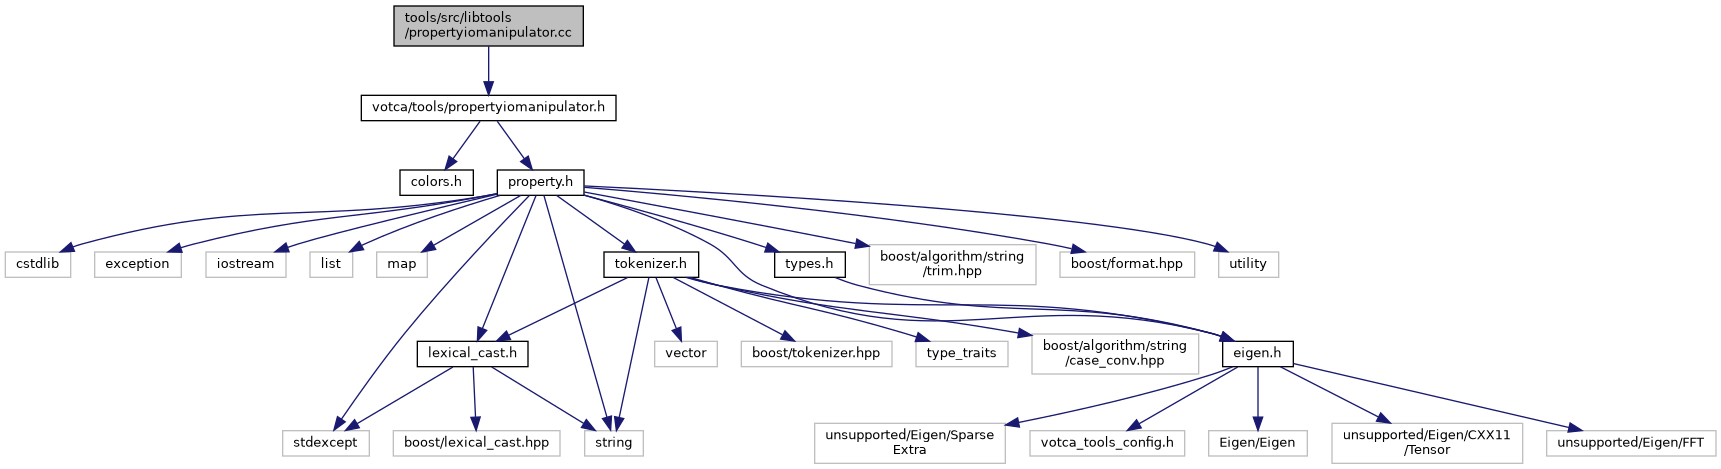 tools/src/libtools
/propertyiomanipulator.cc
votca/tools/propertyiomanipulator.h
colors.h
property.h
cstdlib
exception
iostream
list
map
tokenizer.h
types.h
boost/algorithm/string
/trim.hpp
boost/format.hpp
utility
lexical_cast.h
vector
boost/tokenizer.hpp
type_traits
boost/algorithm/string
/case_conv.hpp
eigen.h
stdexcept
boost/lexical_cast.hpp
string
unsupported/Eigen/Sparse
Extra
votca_tools_config.h
Eigen/Eigen
unsupported/Eigen/CXX11
/Tensor
unsupported/Eigen/FFT